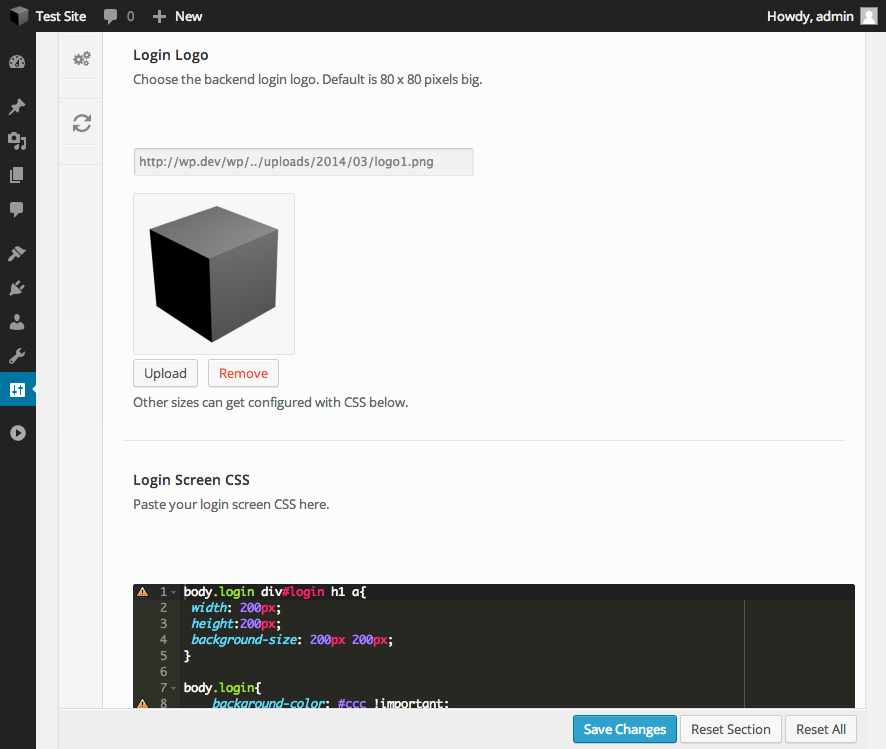 Test Site 0 New Howdy, admin
Login Logo
Choose the backend login logo. Default is 80 x 80 pixels big.
http://wp.dev/wp/../uploads/2014/03/logo1.png
Upload Remove
Other sizes can get configured with CSS below.
Login Screen CSS
Paste your login screen CSS here.
1 body.login div#login h1 a{
2 width: 200px;
3 height:200px;
4 background-size: 200px 200px;
5 }
6
7 body.login{
8 background-color: #ccc !important;
Save Changes Reset Section Reset All